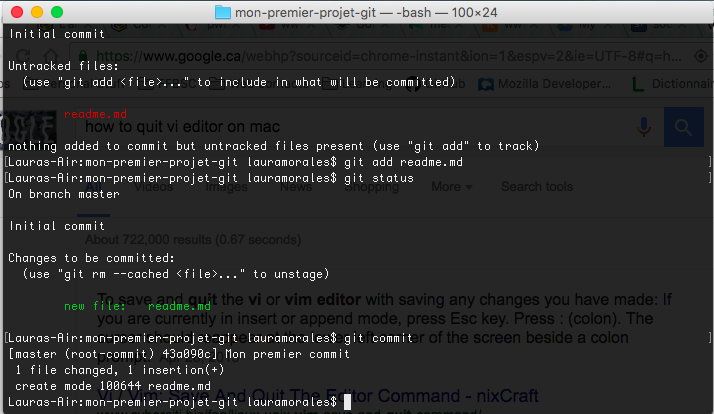 mon-premier-projet-git — -bash — 100×24
Initial commit
https://www.google.ca/webhp?sourceid=chrome-instant&ion=1&espv=2&ie=UTF-8#q=h…
Untracked files:
(use "git add <file>..." to include in what will be committed)
GitHub
Mozilla Developer…
Dictionnair
readme.md
how to quit vi editor on mac
nothing added to commit but untracked files present (use "git add" to track)
[Lauras-Air:mon-premier-projet-git lauramorales$ git add readme.md ]
[Lauras-Air:mon-premier-projet-git lauramorales$ git status ]
All Videos Images News Shopping More Search tools
On branch master
Initial commit
About 722,000 results (0.67 seconds)
Changes to be committed:
(use "git rm --cached <file>..." to unstage)
new file: readme.md
To save and quit the vi or vim editor with saving any changes you have made: If
you are currently in insert or append mode, press Esc key. Press : (colon). The
[Lauras-Air:mon-premier-projet-git lauramorales$ git commit ]
corner of the screen beside a colon
[master (root-commit) 43a090c] Mon premier commit
prompt.
1 file changed, 1 insertion(+)
create mode 100644 readme.md
Vi / Vim: Save And Quit The Editor Command - nixCraft
Lauras-Air:mon-premier-projet-git lauramorales$